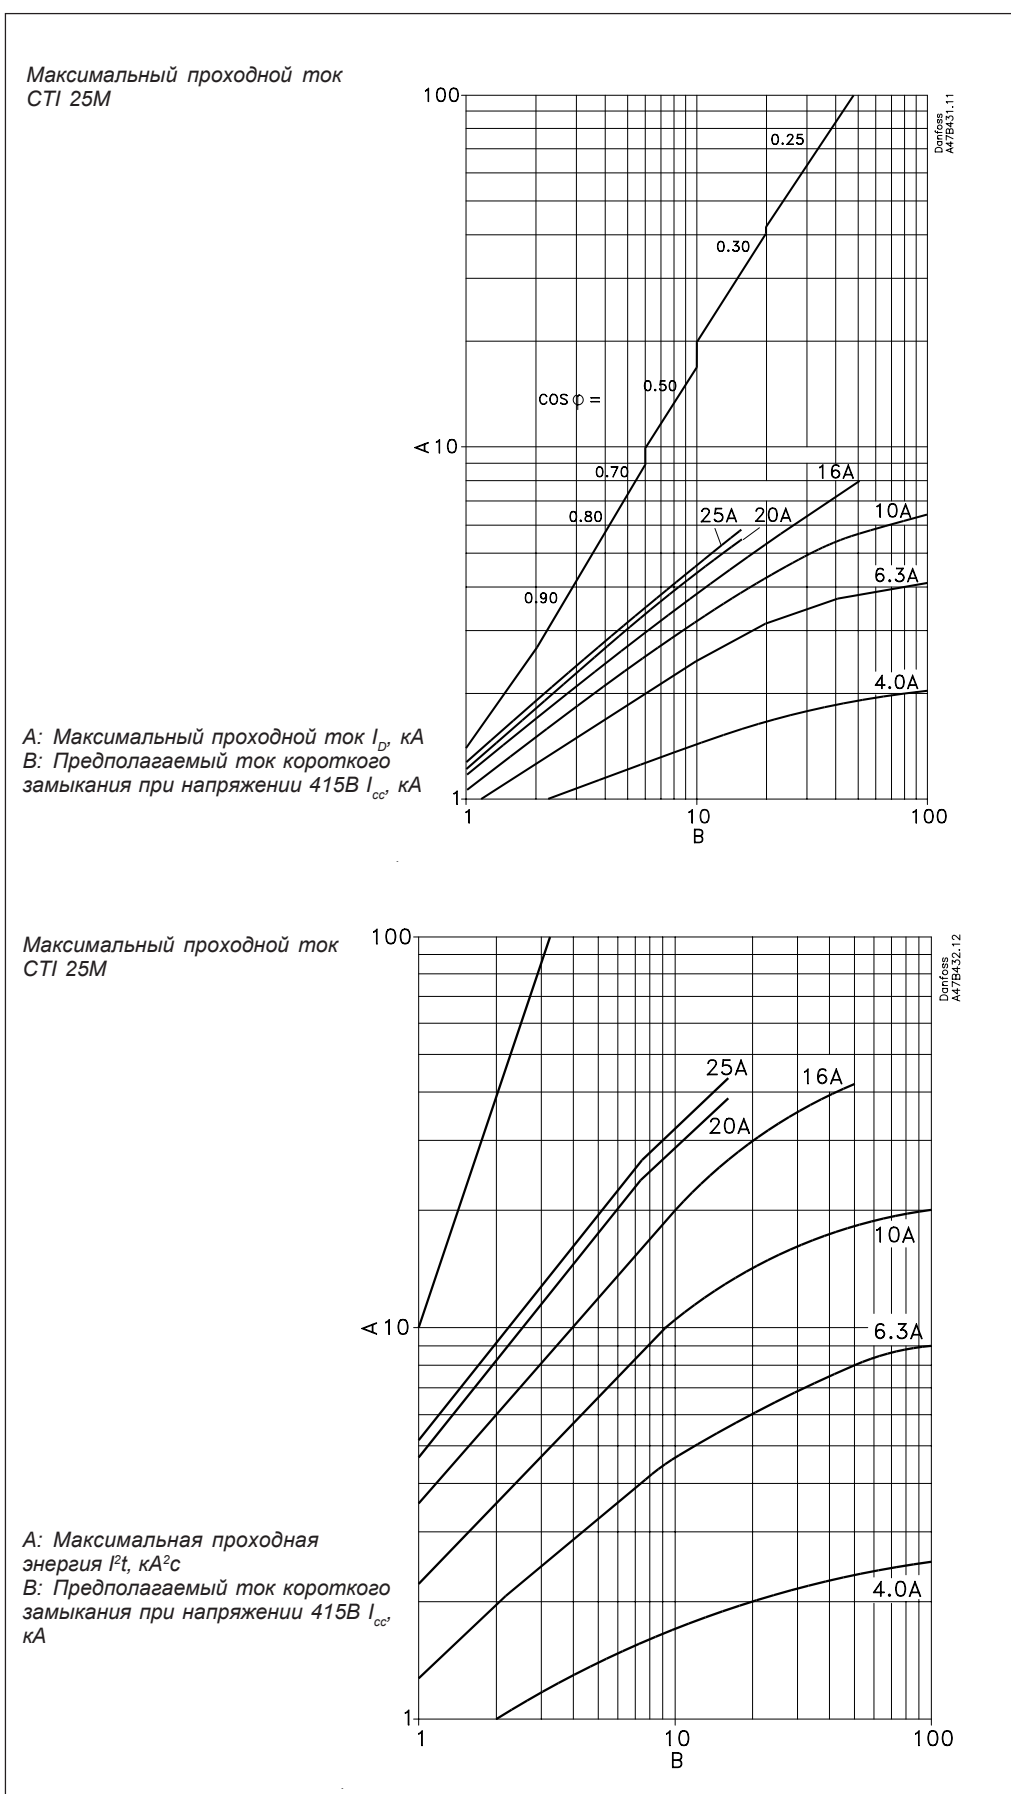 Максимальный проходной ток
CTI 25M
100
0.25
Danfoss
A47B431.11
0.30
0.50
cos φ =
A 10
0.70
16A
0.80
25A
20A
10A
6.3A
0.90
4.0A
A: Максимальный проходной ток I_D, кА
B: Предполагаемый ток короткого
замыкания при напряжении 415В I_cc, кА
1
1
10
100
B
Максимальный проходной ток
CTI 25M
100
Danfoss
A47B432.12
25A
16A
20A
10A
A 10
6.3A
4.0A
A: Максимальная проходная
энергия I²t, кА²с
B: Предполагаемый ток короткого
замыкания при напряжении 415В I_cc,
кА
1
1
10
100
B